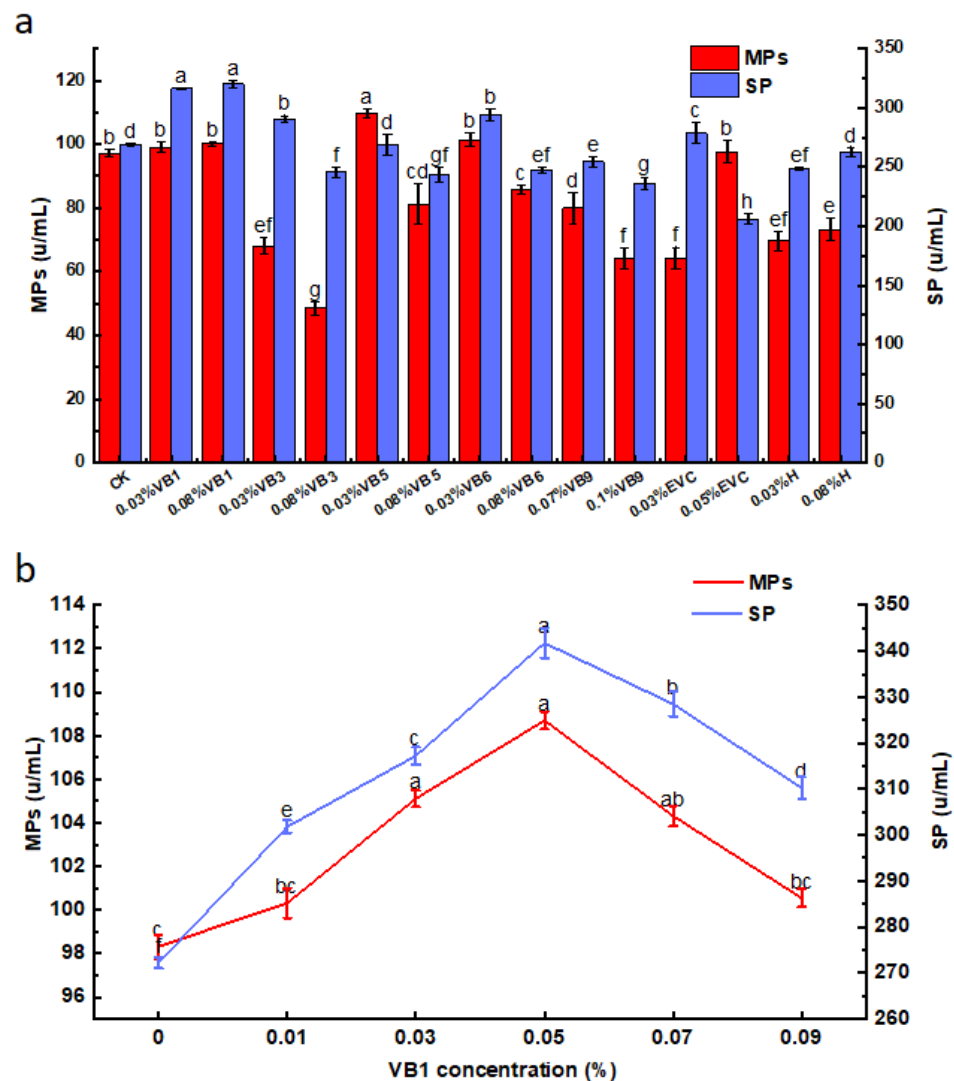 a
MPs
SP
MPs (u/mL)
120
100
80
60
40
20
0
b d b a b a ef b g f a d cd gf b b c ef d e f g f c b h ef ef e d
350
300
250
200
150
100
50
0
SP (u/mL)
CK 0.03%VB1 0.08%VB1 0.03%VB3 0.08%VB3 0.03%VB5 0.08%VB5 0.03%VB6 0.08%VB6 0.07%VB9 0.1%VB9 0.03%EVC 0.05%EVC 0.03%H 0.08%H
b
MPs
SP
MPs (u/mL)
114
112
110
108
106
104
102
100
98
96
a
b
c
d
e
a
a
ab
bc
bc
c
350
340
330
320
310
300
290
280
270
260
SP (u/mL)
0 0.01 0.03 0.05 0.07 0.09
VB1 concentration (%)